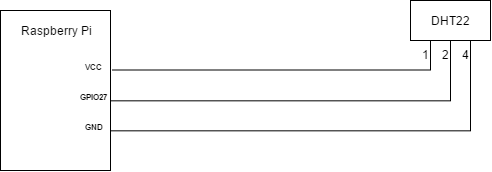 DHT22
Raspberry Pi
1 2 4
VCC
GPIO27
GND